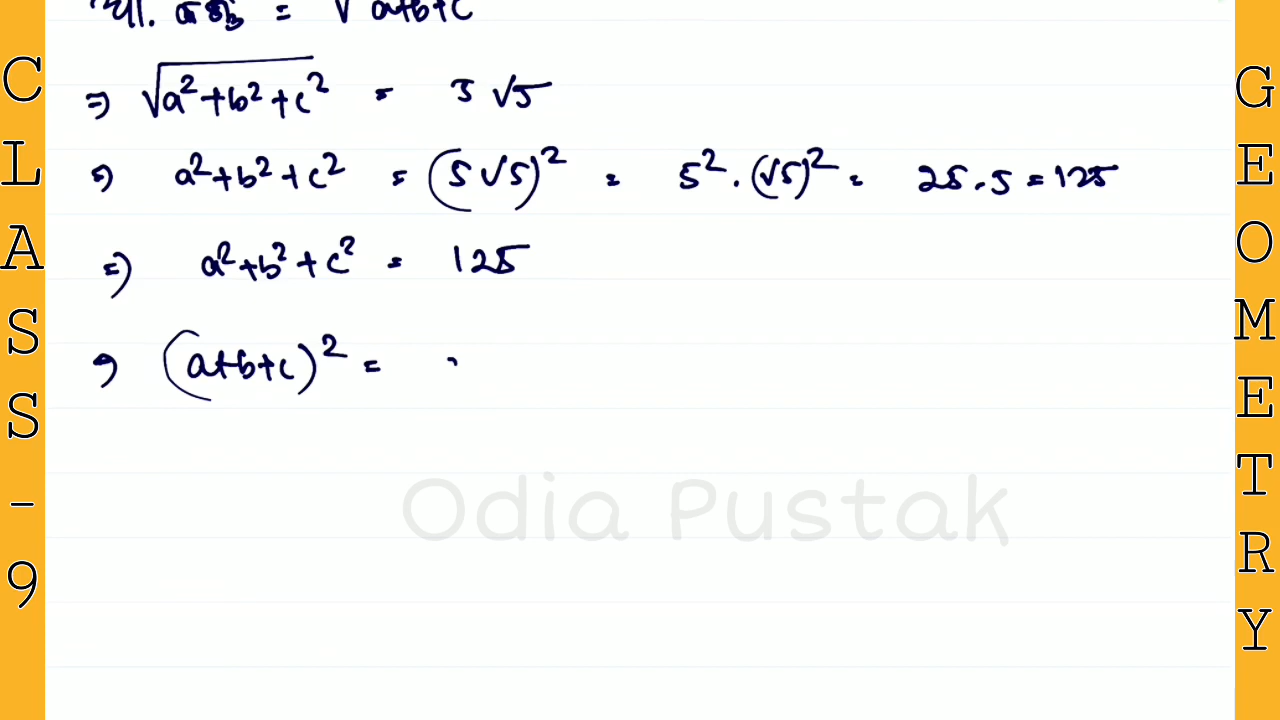 = √a+b+c
⇒ √a²+b²+c² = 5√5
⇒ a²+b²+c² = (5√5)² = 5².(√5)² = 25.5 = 125
⇒ a²+b²+c² = 125
⇒ (a+b+c)² =
Odia Pustak
CLASS-9
GEOMETRY